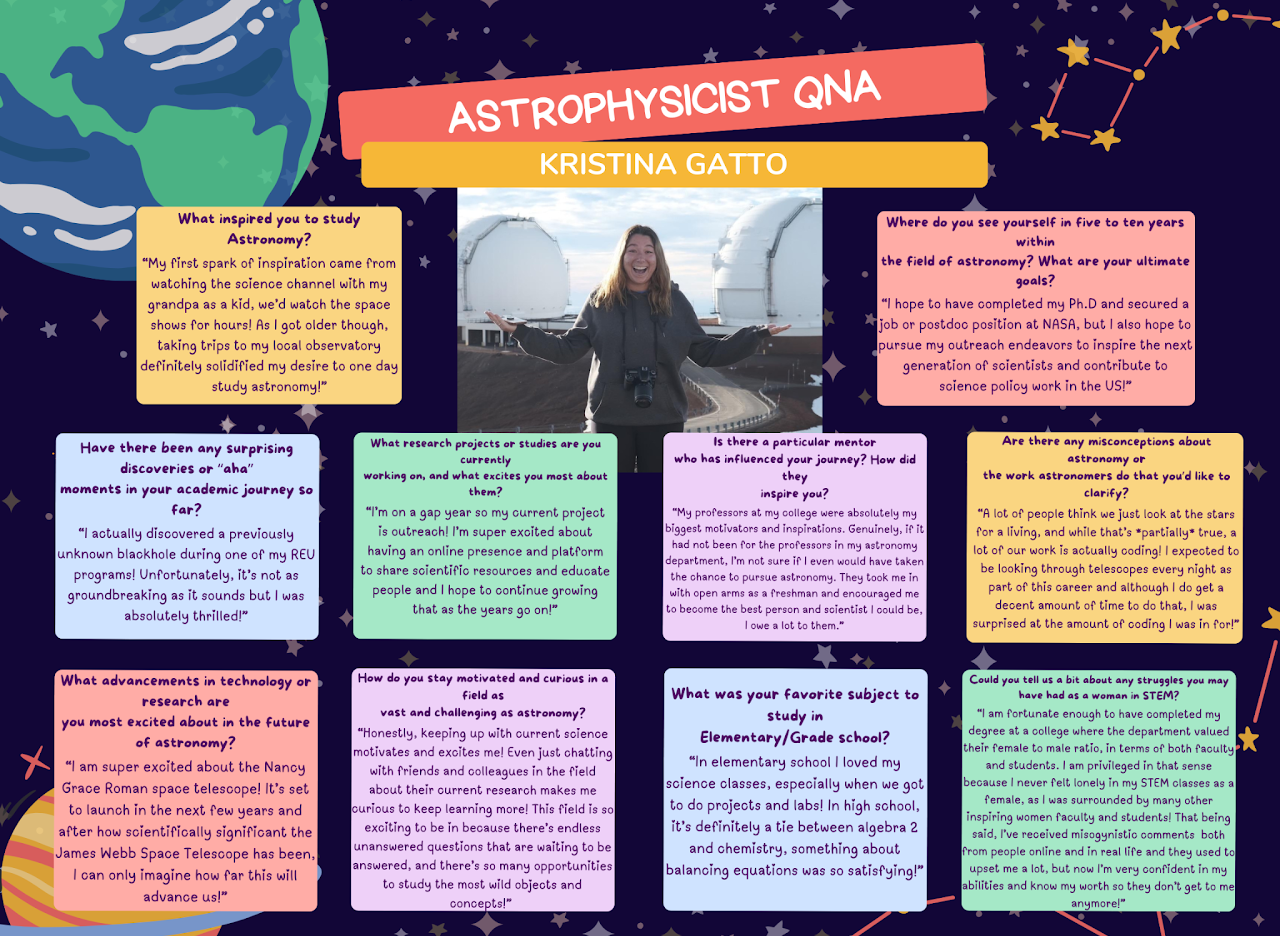 ASTROPHYSICIST QNA
KRISTINA GATTO
What inspired you to study
Astronomy?
“My first spark of inspiration came from
watching the science channel with my
grandpa as a kid, we’d watch the space
shows for hours! As I got older though,
taking trips to my local observatory
definitely solidified my desire to one day
study astronomy!”
Where do you see yourself in five to ten years
within
the field of astronomy? What are your ultimate
goals?
“I hope to have completed my Ph.D and secured a
job or postdoc position at NASA, but I also hope to
pursue my outreach endeavors to inspire the next
generation of scientists and contribute to
science policy work in the US!”
Have there been any surprising
discoveries or “aha”
moments in your academic journey so
far?
“I actually discovered a previously
unknown blackhole during one of my REU
programs! Unfortunately, it’s not as
groundbreaking as it sounds but I was
absolutely thrilled!”
What research projects or studies are you
currently
working on, and what excites you most about
them?
“I’m on a gap year so my current project
is outreach! I’m super excited about
having an online presence and platform
to share scientific resources and educate
people and I hope to continue growing
that as the years go on!”
Is there a particular mentor
who has influenced your journey? How did
they
inspire you?
“My professors at my college were absolutely my
biggest motivators and inspirations. Genuinely, if it
had not been for the professors in my astronomy
department, I’m not sure if I even would have taken
the chance to pursue astronomy. They took me in
with open arms as a freshman and encouraged me
to become the best person and scientist I could be,
I owe a lot to them.”
Are there any misconceptions about
astronomy or
the work astronomers do that you’d like to
clarify?
“A lot of people think we just look at the stars
for a living, and while that’s *partially* true, a
lot of our work is actually coding! I expected to
be looking through telescopes every night as
part of this career and although I do get a
decent amount of time to do that, I was
surprised at the amount of coding I was in for!”
What advancements in technology or
research are
you most excited about in the future
of astronomy?
“I am super excited about the Nancy
Grace Roman space telescope! It’s set
to launch in the next few years and
after how scientifically significant the
James Webb Space Telescope has been,
I can only imagine how far this will
advance us!”
How do you stay motivated and curious in a
field as
vast and challenging as astronomy?
“Honestly, keeping up with current science
motivates and excites me! Even just chatting
with friends and colleagues in the field
about their current research makes me
curious to keep learning more! This field is so
exciting to be in because there’s endless
unanswered questions that are waiting to be
answered, and there’s so many opportunities
to study the most wild objects and
concepts!”
What was your favorite subject to
study in
Elementary/Grade school?
“In elementary school I loved my
science classes, especially when we got
to do projects and labs! In high school,
it’s definitely a tie between algebra 2
and chemistry, something about
balancing equations was so satisfying!”
Could you tell us a bit about any struggles you may
have had as a woman in STEM?
“I am fortunate enough to have completed my
degree at a college where the department valued
their female to male ratio, in terms of both faculty
and students. I am privileged in that sense
because I never felt lonely in my STEM classes as a
female, as I was surrounded by many other
inspiring women faculty and students! That being
said, I’ve received misogynistic comments both
from people online and in real life and they used to
upset me a lot, but now I’m very confident in my
abilities and know my worth so they don’t get to me
anymore!”